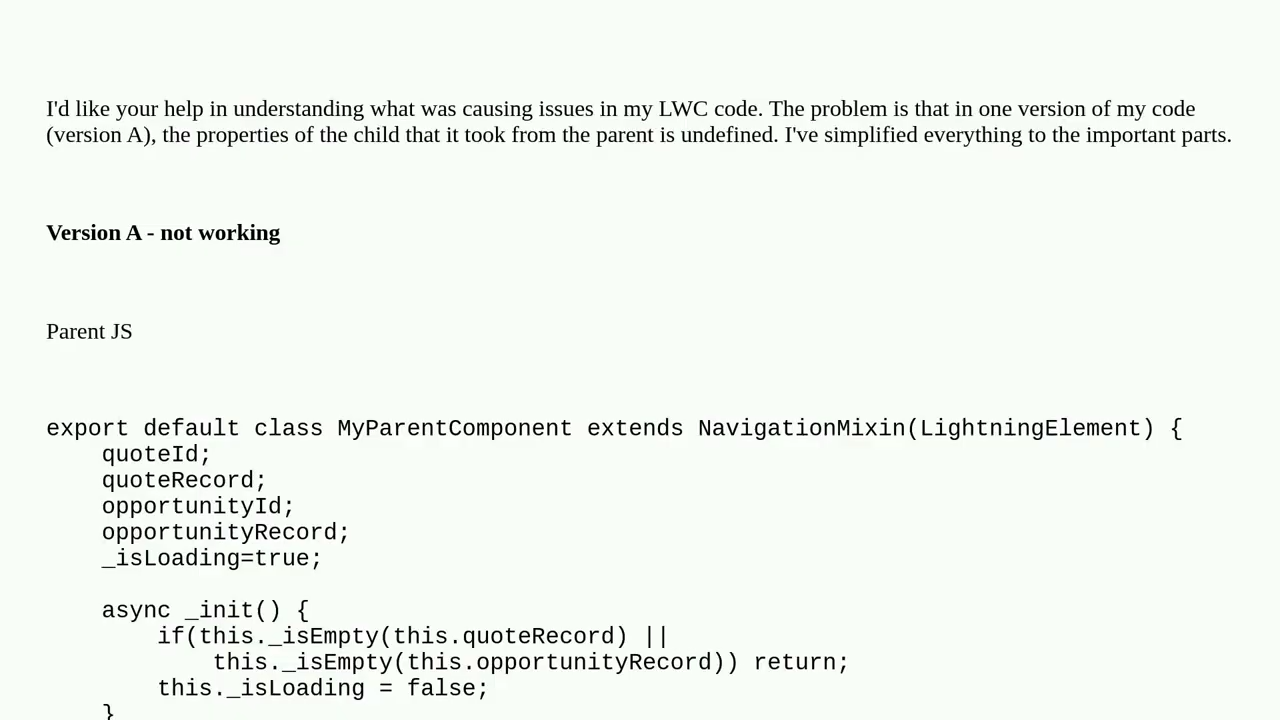 I'd like your help in understanding what was causing issues in my LWC code. The problem is that in one version of my code
(version A), the properties of the child that it took from the parent is undefined. I've simplified everything to the important parts.
Version A - not working
Parent JS
export default class MyParentComponent extends NavigationMixin(LightningElement) {
    quoteId;
    quoteRecord;
    opportunityId;
    opportunityRecord;
    _isLoading=true;
    async _init() {
        if(this._isEmpty(this.quoteRecord) ||
            this._isEmpty(this.opportunityRecord)) return;
        this._isLoading = false;
    }